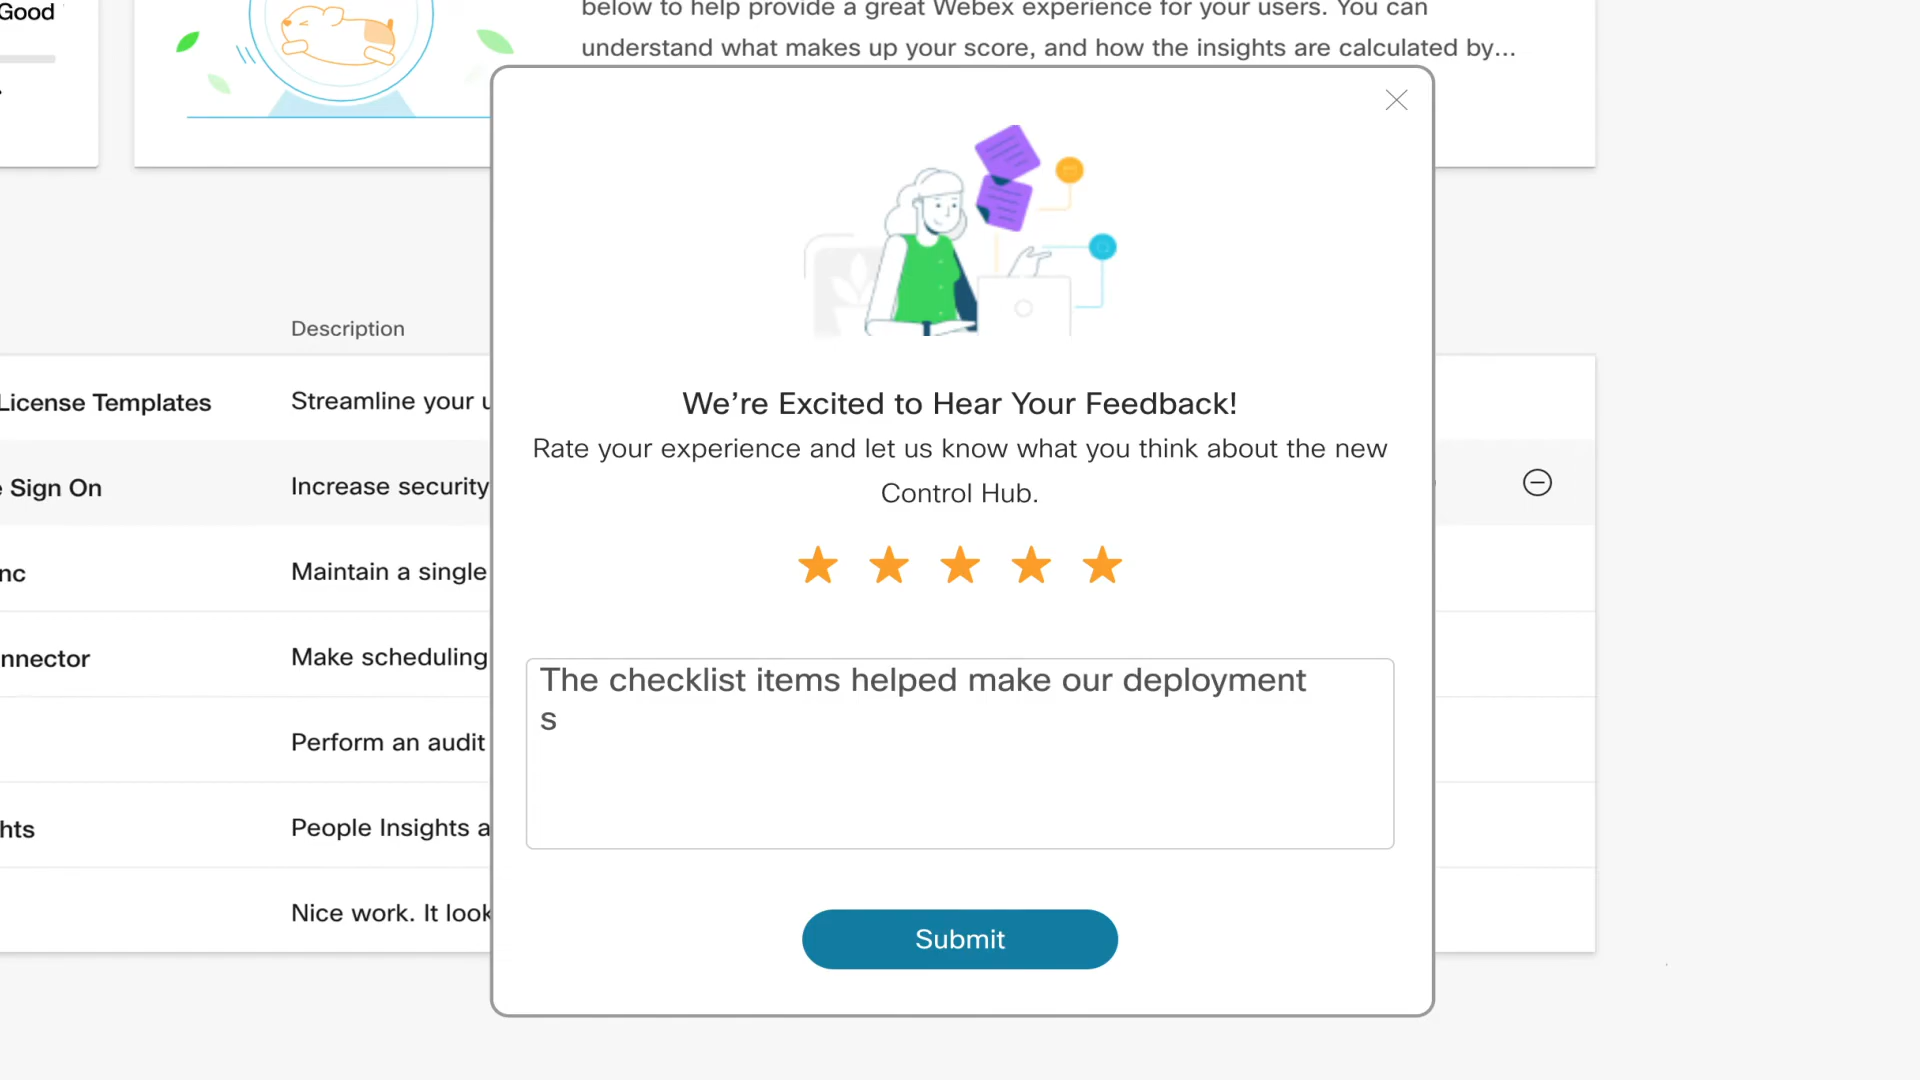 Good
below to help provide a great Webex experience for your users. You can
understand what makes up your score, and how the insights are calculated by…
We’re Excited to Hear Your Feedback!
Rate your experience and let us know what you think about the new
Control Hub.
The checklist items helped make our deployment
s
Submit
Description
License Templates
Streamline your u
Sign On
Increase security
nc
Maintain a single
nnector
Make scheduling
Perform an audit
hts
People Insights a
Nice work. It look